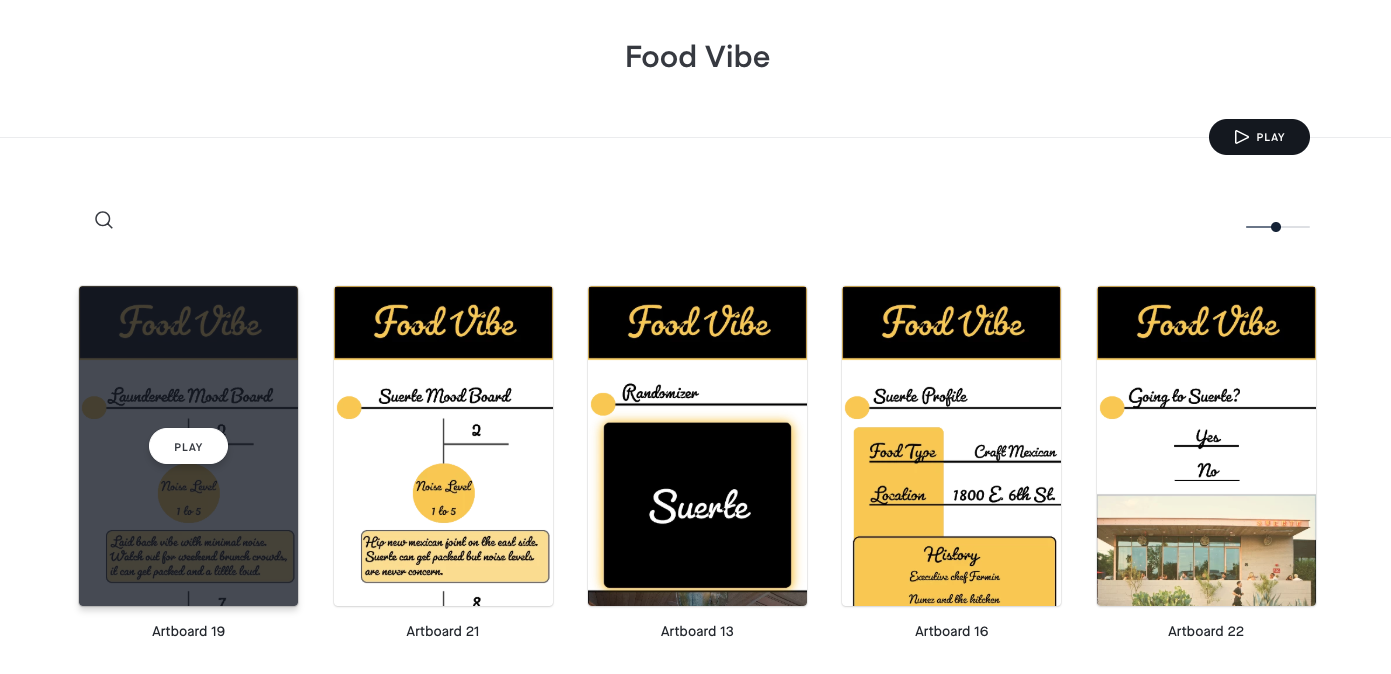 Food Vibe
PLAY
Food Vibe
Launderette Mood Board
PLAY
Noise Level
1 to 5
Laid back vibe with minimal noise.
Watch out for weekend brunch crowds,
it can get packed and a little loud.
7
Artboard 19
Food Vibe
Suerte Mood Board
2
Noise Level
1 to 5
Hip new mexican joint on the east side.
Suerte can get packed but noise levels
are never concern.
8
Artboard 21
Food Vibe
Randomizer
Suerte
Artboard 13
Food Vibe
Suerte Profile
Food Type Craft Mexican
Location 1800 E. 6th St.
History
Executive chef Fermin
Nunez and the kitchen
Artboard 16
Food Vibe
Going to Suerte?
Yes
No
SUERTE
Artboard 22